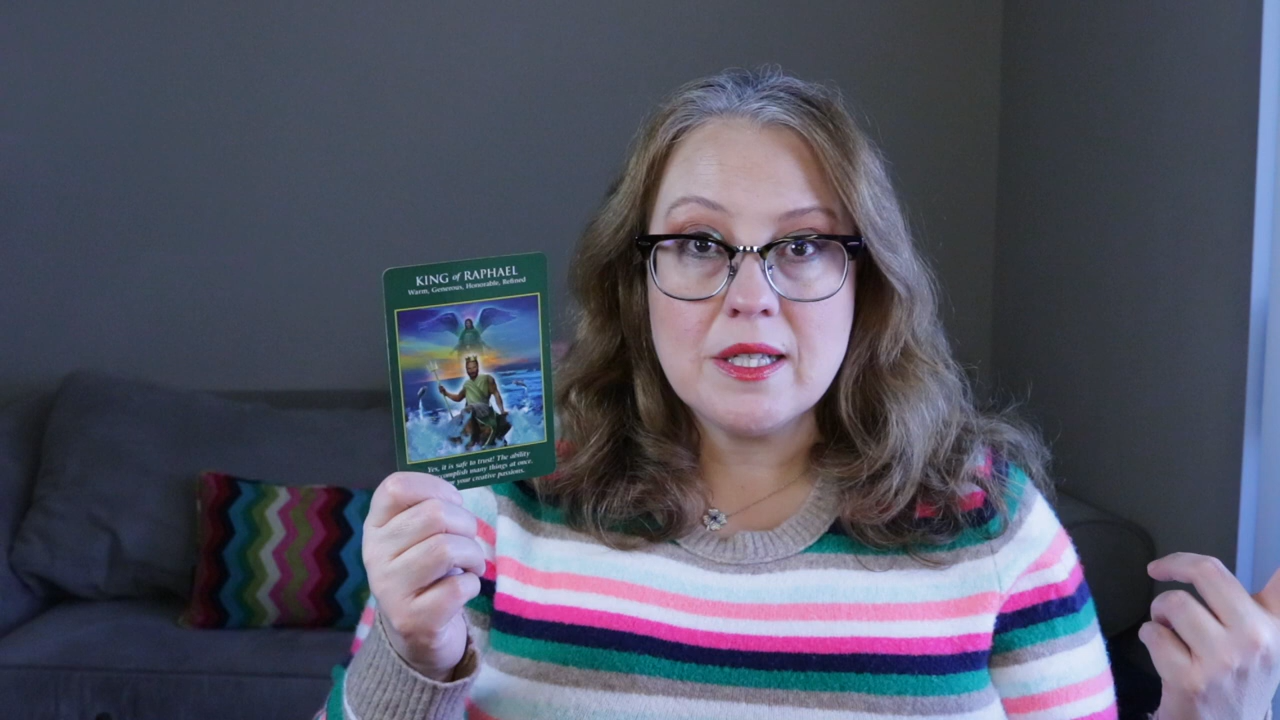 KING of RAPHAEL
Warm, Generous, Honorable, Refined
Yes, it is safe to trust! The ability
accomplish many things at once.
your creative passions.